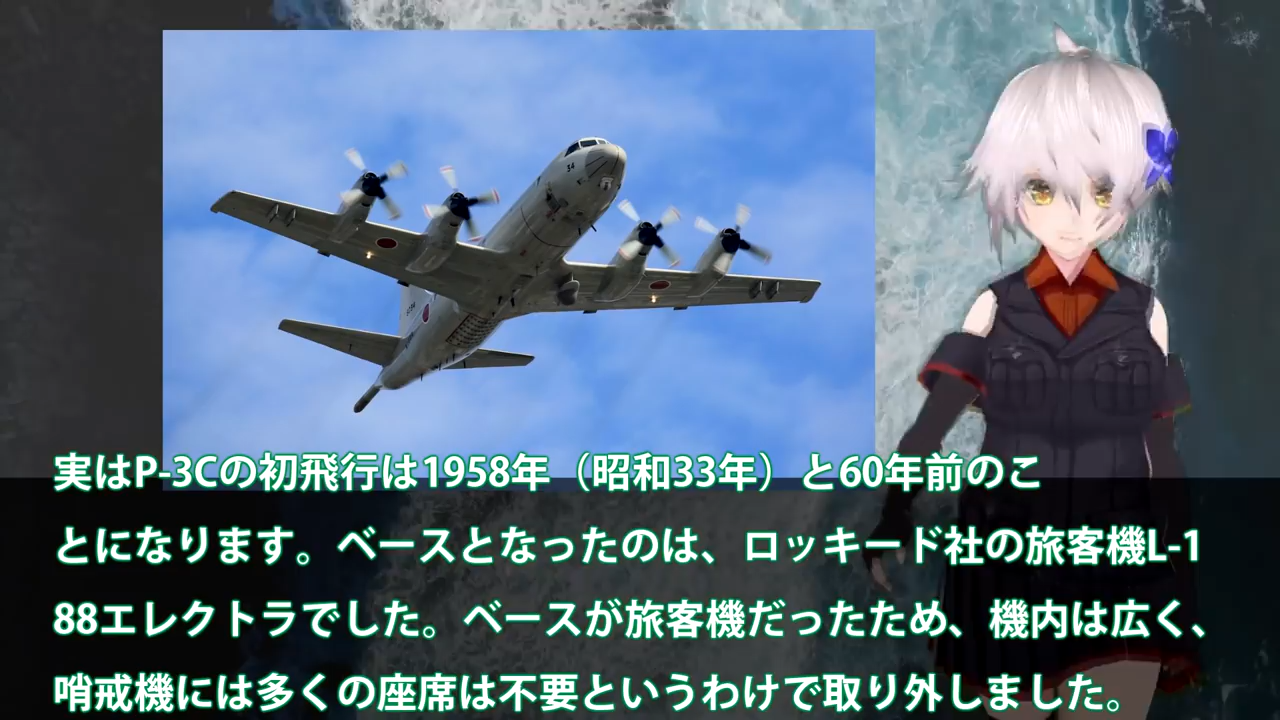 34
実はP-3Cの初飛行は1958年（昭和33年）と60年前のこ
とになります。ベースとなったのは、ロッキード社の旅客機L-1
88エレクトラでした。ベースが旅客機だったため、機内は広く、
哨戒機には多くの座席は不要というわけで取り外しました。